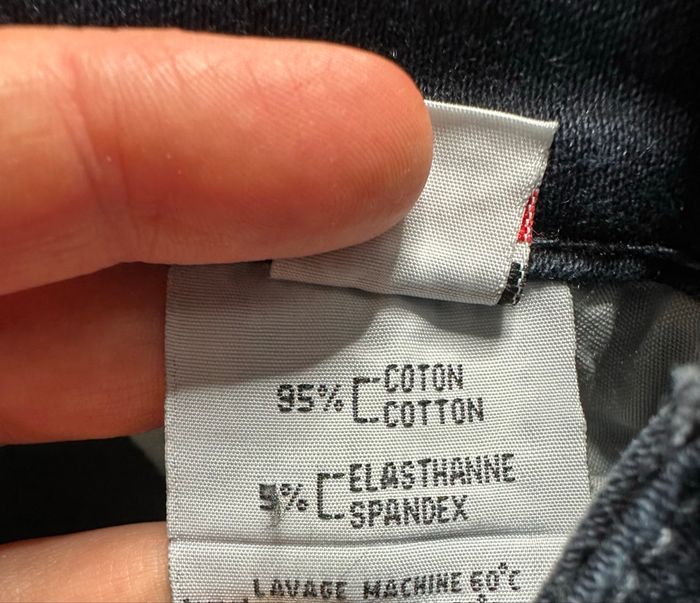 95% COTON
COTTON
5% ELASTHANNE
SPANDEX
LAVAGE MACHINE 60°C